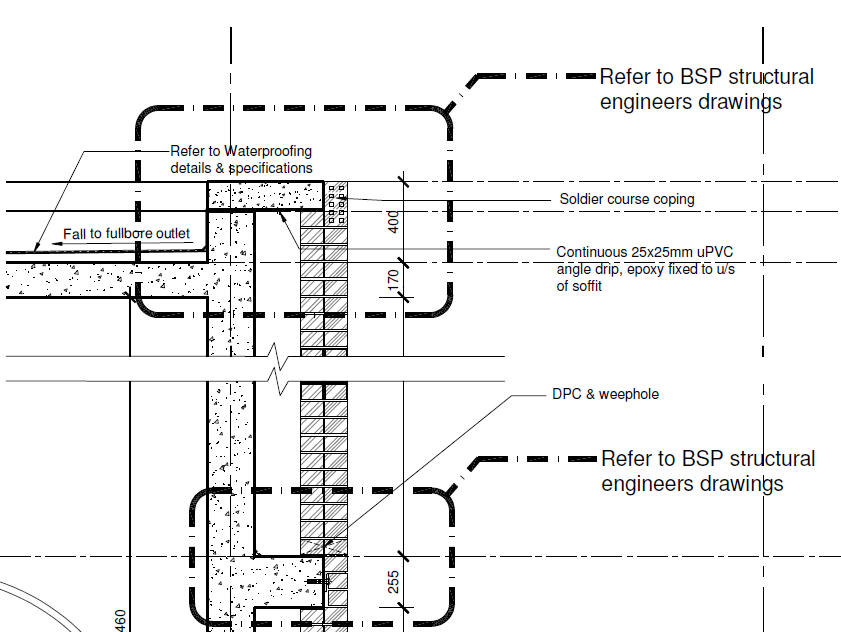 Refer to BSP structural
engineers drawings
Refer to Waterproofing
details & specifications
Soldier course coping
400
Fall to fullbore outlet
Continuous 25x25mm uPVC
angle drip, epoxy fixed to u/s
of soffit
170
DPC & weephole
Refer to BSP structural
engineers drawings
255
460